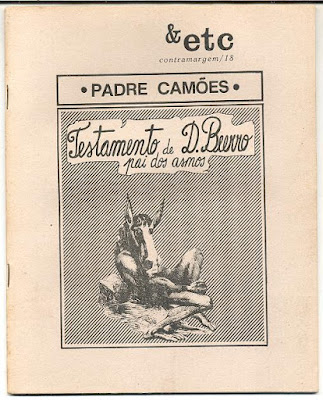 & etc
contramargem/18
• PADRE CAMÕES •
Testamento de D. Burro
pai dos asnos